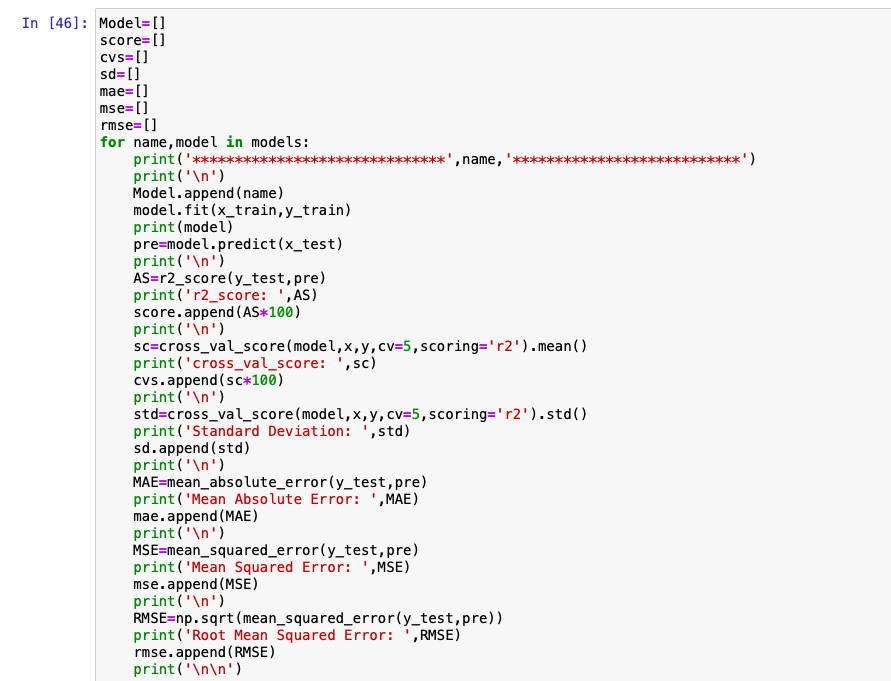 In [46]: Model=[]
score=[]
cvs=[]
sd=[]
mae=[]
mse=[]
rmse=[]
for name,model in models:
    print('******************************',name,'***************************')
    print('\n')
    Model.append(name)
    model.fit(x_train,y_train)
    print(model)
    pre=model.predict(x_test)
    print('\n')
    AS=r2_score(y_test,pre)
    print('r2_score: ',AS)
    score.append(AS*100)
    print('\n')
    sc=cross_val_score(model,x,y,cv=5,scoring='r2').mean()
    print('cross_val_score: ',sc)
    cvs.append(sc*100)
    print('\n')
    std=cross_val_score(model,x,y,cv=5,scoring='r2').std()
    print('Standard Deviation: ',std)
    sd.append(std)
    print('\n')
    MAE=mean_absolute_error(y_test,pre)
    print('Mean Absolute Error: ',MAE)
    mae.append(MAE)
    print('\n')
    MSE=mean_squared_error(y_test,pre)
    print('Mean Squared Error: ',MSE)
    mse.append(MSE)
    print('\n')
    RMSE=np.sqrt(mean_squared_error(y_test,pre))
    print('Root Mean Squared Error: ',RMSE)
    rmse.append(RMSE)
    print('\n\n')